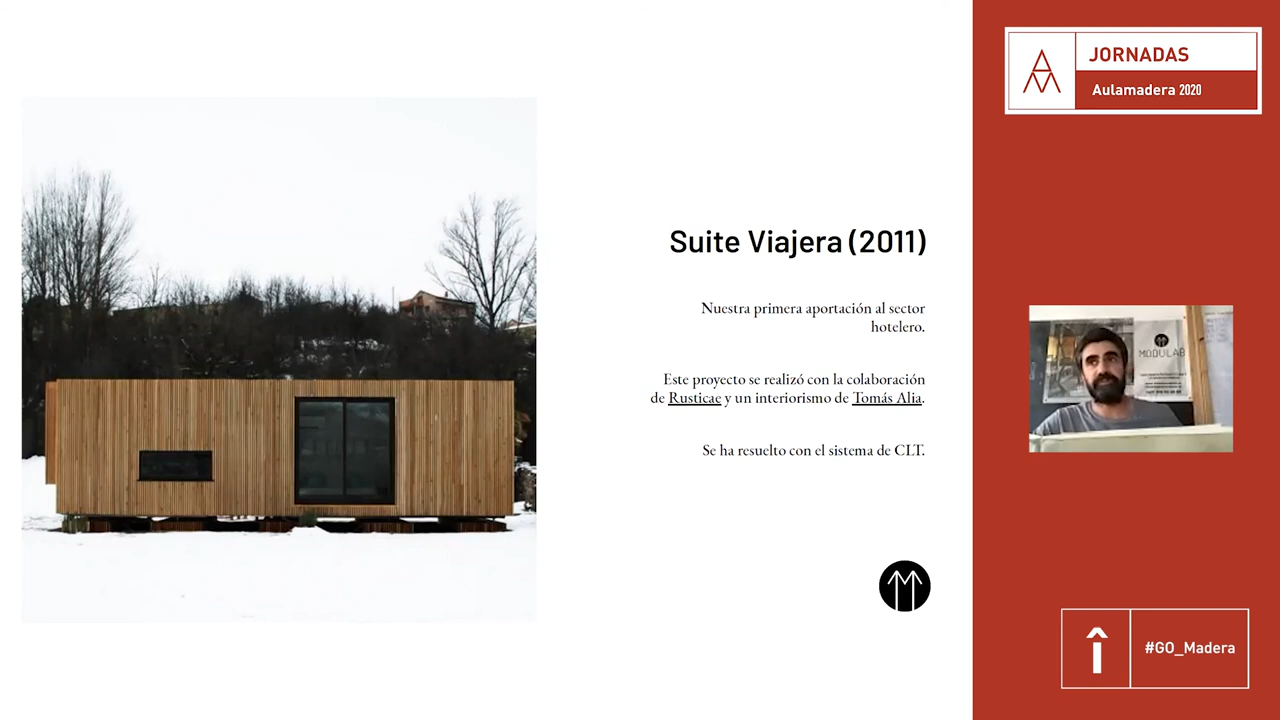 JORNADAS
Aulamadera 2020
Suite Viajera (2011)
Nuestra primera aportación al sector
hotelero.
Este proyecto se realizó con la colaboración
de Rusticae y un interiorismo de Tomás Alia.
Se ha resuelto con el sistema de CLT.
MODULAB
#GO_Madera